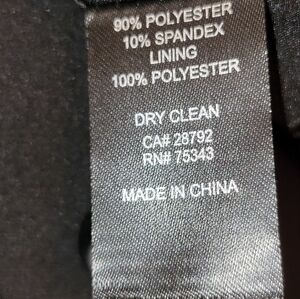 90% POLYESTER
10% SPANDEX
LINING
100% POLYESTER
DRY CLEAN
CA# 28792
RN# 75343
MADE IN CHINA